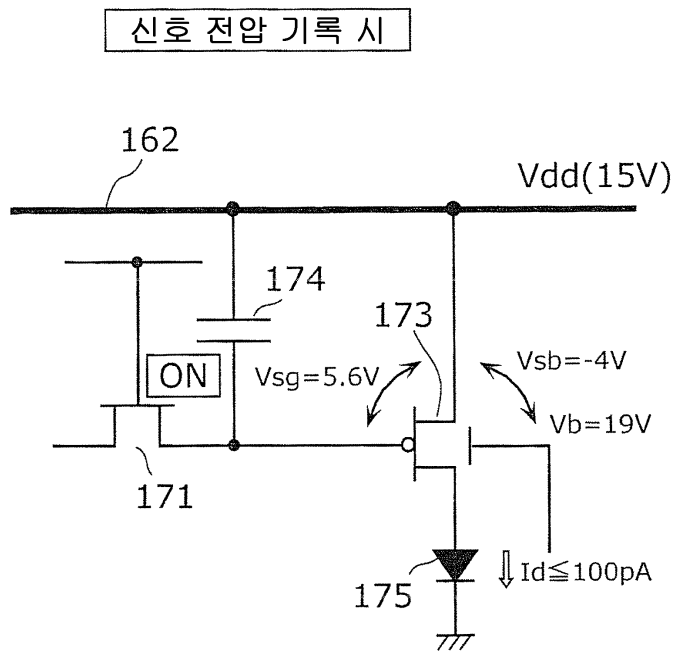 신호 전압 기록 시
162
Vdd(15V)
174
173
ON
Vsg=5.6V
Vsb=-4V
Vb=19V
171
175
Id≦100pA